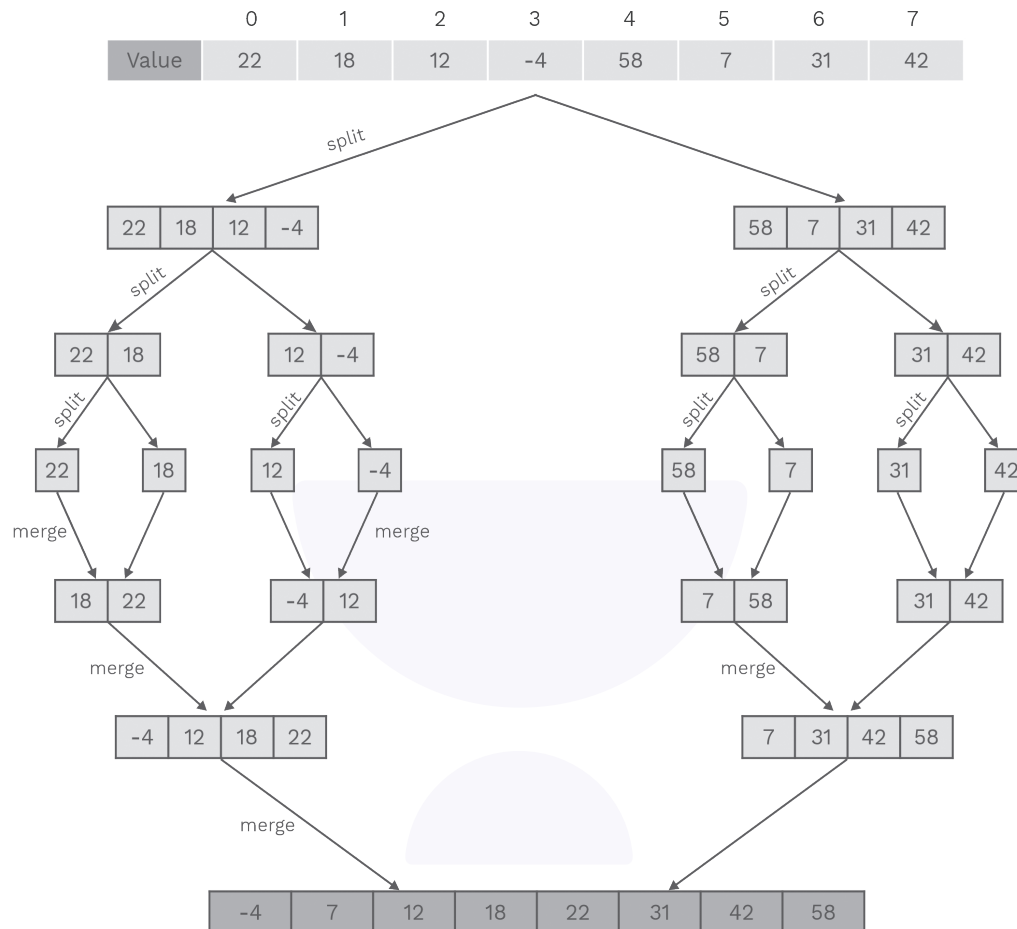 0 1 2 3 4 5 6 7
Value 22 18 12 -4 58 7 31 42
split
22 18 12 -4 58 7 31 42
split split
22 18 12 -4 58 7 31 42
split split split split
22 18 12 -4 58 7 31 42
merge merge
18 22 -4 12 7 58 31 42
merge merge
-4 12 18 22 7 31 42 58
merge
-4 7 12 18 22 31 42 58